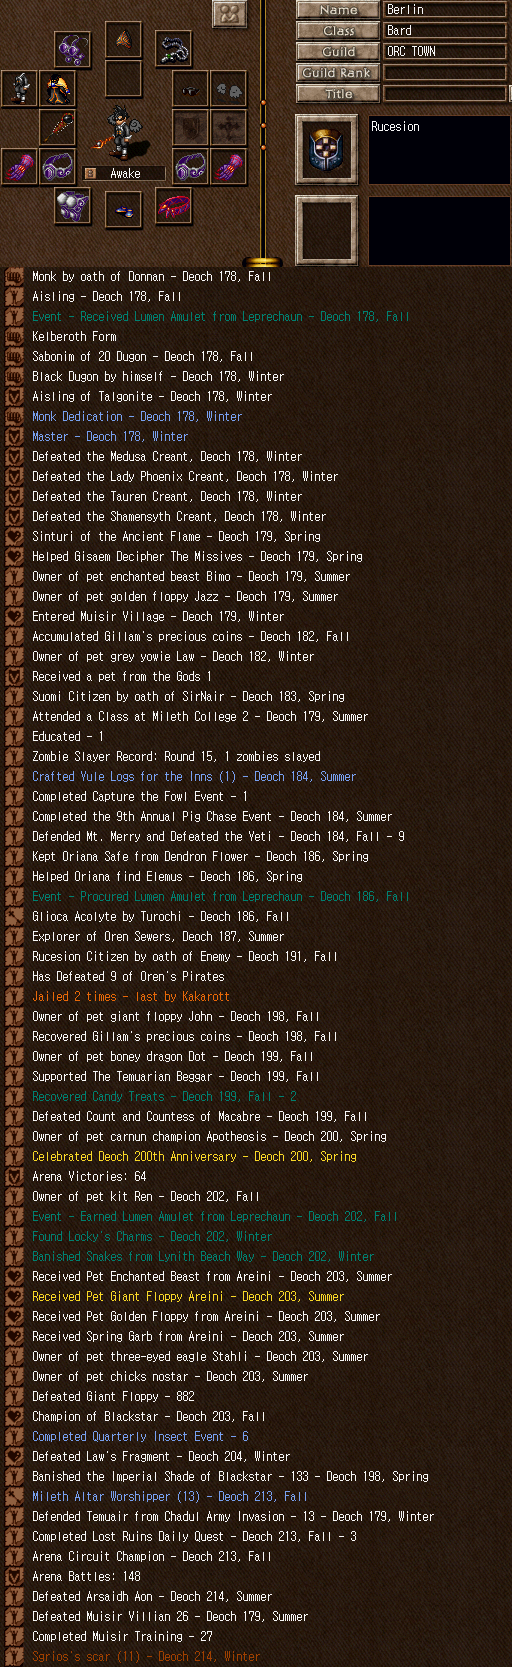 Name
Berlin
Class
Bard
Guild
ORC TOWN
Guild Rank
Title
Rucesion
Awake
Monk by oath of Donnan - Deoch 178, Fall
Aisling - Deoch 178, Fall
Event - Received Lumen Amulet from Leprechaun - Deoch 178, Fall
Kelberoth Form
Sabonim of 20 Dugon - Deoch 178, Fall
Black Dugon by himself - Deoch 178, Winter
Aisling of Talgonite - Deoch 178, Winter
Monk Dedication - Deoch 178, Winter
Master - Deoch 178, Winter
Defeated the Medusa Creant, Deoch 178, Winter
Defeated the Lady Phoenix Creant, Deoch 178, Winter
Defeated the Tauren Creant, Deoch 178, Winter
Defeated the Shamensyth Creant, Deoch 178, Winter
Sinturi of the Ancient Flame - Deoch 179, Spring
Helped Gisaem Decipher The Missives - Deoch 179, Spring
Owner of pet enchanted beast Bimo - Deoch 179, Summer
Owner of pet golden floppy Jazz - Deoch 179, Summer
Entered Muisir Village - Deoch 179, Winter
Accumulated Gillam's precious coins - Deoch 182, Fall
Owner of pet grey yowie Law - Deoch 182, Winter
Received a pet from the Gods 1
Suomi Citizen by oath of SirNair - Deoch 183, Spring
Attended a Class at Mileth College 2 - Deoch 179, Summer
Educated - 1
Zombie Slayer Record: Round 15, 1 zombies slayed
Crafted Yule Logs for the Inns (1) - Deoch 184, Summer
Completed Capture the Fowl Event - 1
Completed the 9th Annual Pig Chase Event - Deoch 184, Summer
Defended Mt. Merry and Defeated the Yeti - Deoch 184, Fall - 9
Kept Oriana Safe from Dendron Flower - Deoch 186, Spring
Helped Oriana find Elemus - Deoch 186, Spring
Event - Procured Lumen Amulet from Leprechaun - Deoch 186, Fall
Glioca Acolyte by Turochi - Deoch 186, Fall
Explorer of Oren Sewers, Deoch 187, Summer
Rucesion Citizen by oath of Enemy - Deoch 191, Fall
Has Defeated 9 of Oren's Pirates
Jailed 2 times - last by Kakarott
Owner of pet giant floppy John - Deoch 198, Fall
Recovered Gillam's precious coins - Deoch 198, Fall
Owner of pet boney dragon Dot - Deoch 199, Fall
Supported The Temuarian Beggar - Deoch 199, Fall
Recovered Candy Treats - Deoch 199, Fall - 2
Defeated Count and Countess of Macabre - Deoch 199, Fall
Owner of pet carnun champion Apotheosis - Deoch 200, Spring
Celebrated Deoch 200th Anniversary - Deoch 200, Spring
Arena Victories: 64
Owner of pet kit Ren - Deoch 202, Fall
Event - Earned Lumen Amulet from Leprechaun - Deoch 202, Fall
Found Locky's Charms - Deoch 202, Winter
Banished Snakes from Lynith Beach Way - Deoch 202, Winter
Received Pet Enchanted Beast from Areini - Deoch 203, Summer
Received Pet Giant Floppy Areini - Deoch 203, Summer
Received Pet Golden Floppy from Areini - Deoch 203, Summer
Received Spring Garb from Areini - Deoch 203, Summer
Owner of pet three-eyed eagle Stahli - Deoch 203, Summer
Owner of pet chicks nostar - Deoch 203, Summer
Defeated Giant Floppy - 882
Champion of Blackstar - Deoch 203, Fall
Completed Quarterly Insect Event - 6
Defeated Law's Fragment - Deoch 204, Winter
Banished the Imperial Shade of Blackstar - 133 - Deoch 198, Spring
Mileth Altar Worshipper (13) - Deoch 213, Fall
Defended Temuair from Chadul Army Invasion - 13 - Deoch 179, Winter
Completed Lost Ruins Daily Quest - Deoch 213, Fall - 3
Arena Circuit Champion - Deoch 213, Fall
Arena Battles: 148
Defeated Arsaidh Aon - Deoch 214, Summer
Defeated Muisir Villian 26 - Deoch 179, Summer
Completed Muisir Training - 27
Sgrios's scar (11) - Deoch 214, Winter